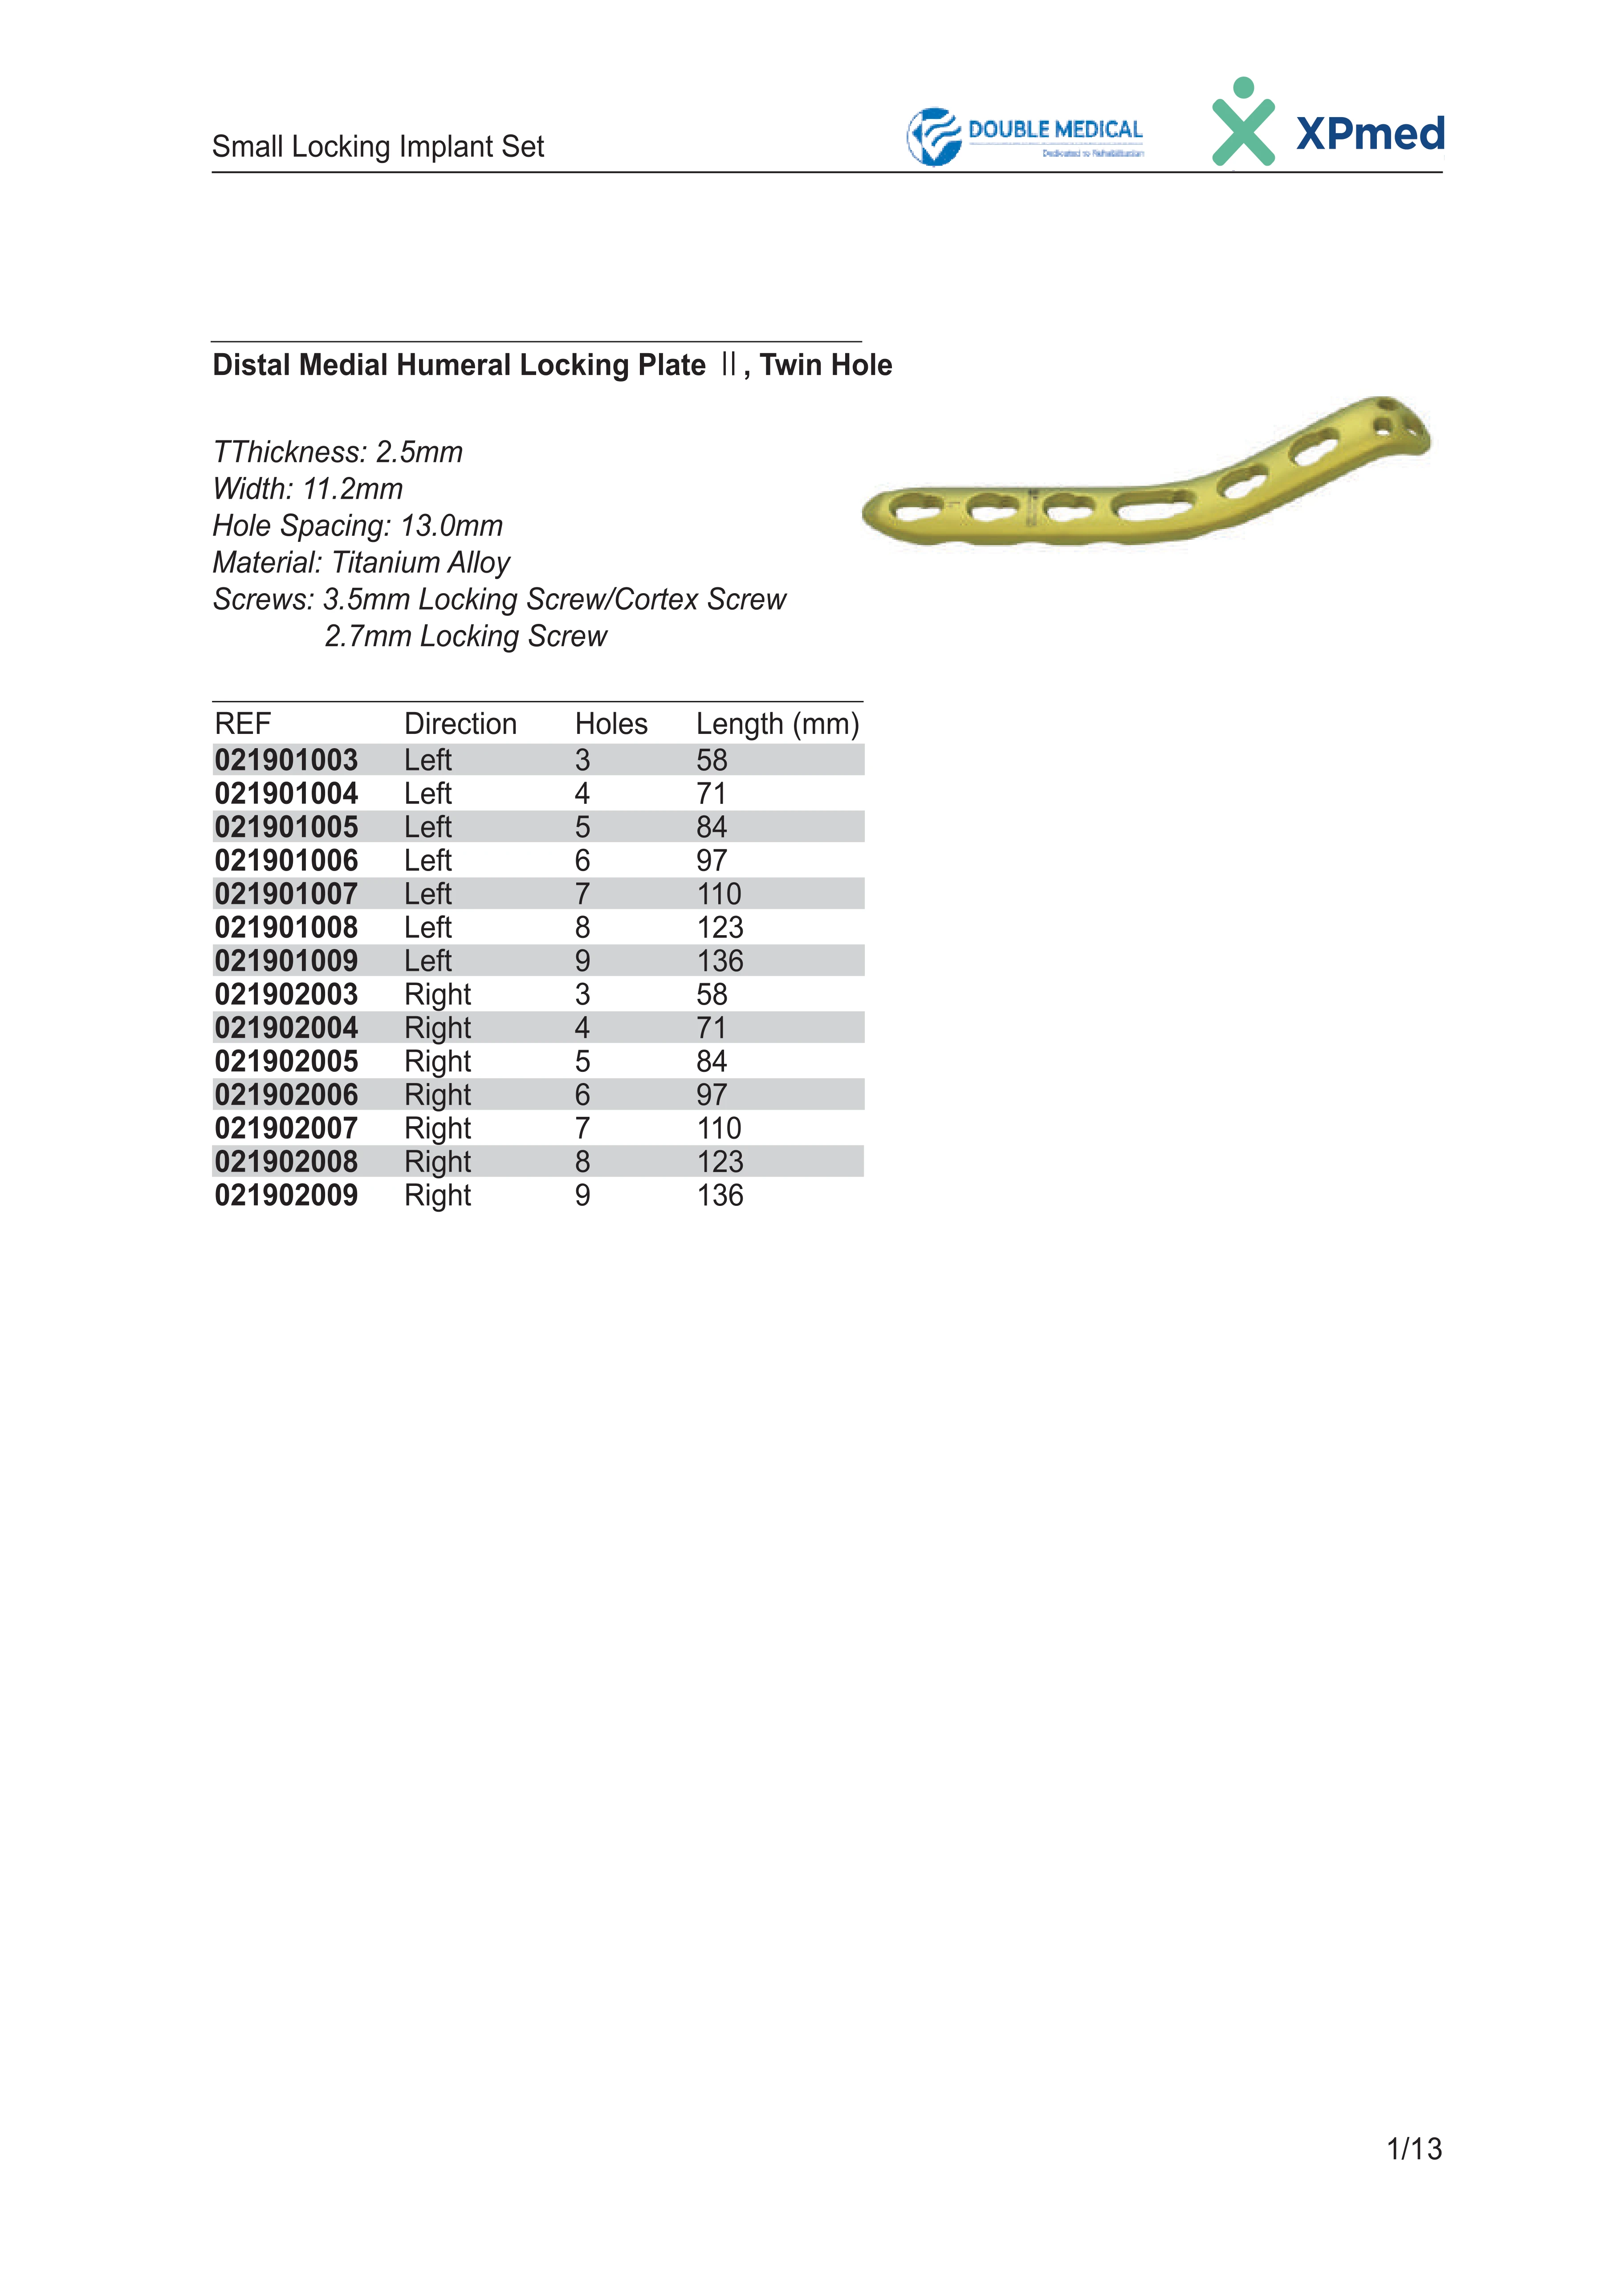 Small Locking Implant Set
DOUBLE MEDICAL
Dedicated to Rehabilitation
XPmed
Distal Medial Humeral Locking Plate Ⅱ, Twin Hole
TThickness: 2.5mm
Width: 11.2mm
Hole Spacing: 13.0mm
Material: Titanium Alloy
Screws: 3.5mm Locking Screw/Cortex Screw
2.7mm Locking Screw
REF Direction Holes Length (mm)
021901003 Left 3 58
021901004 Left 4 71
021901005 Left 5 84
021901006 Left 6 97
021901007 Left 7 110
021901008 Left 8 123
021901009 Left 9 136
021902003 Right 3 58
021902004 Right 4 71
021902005 Right 5 84
021902006 Right 6 97
021902007 Right 7 110
021902008 Right 8 123
021902009 Right 9 136
1/13